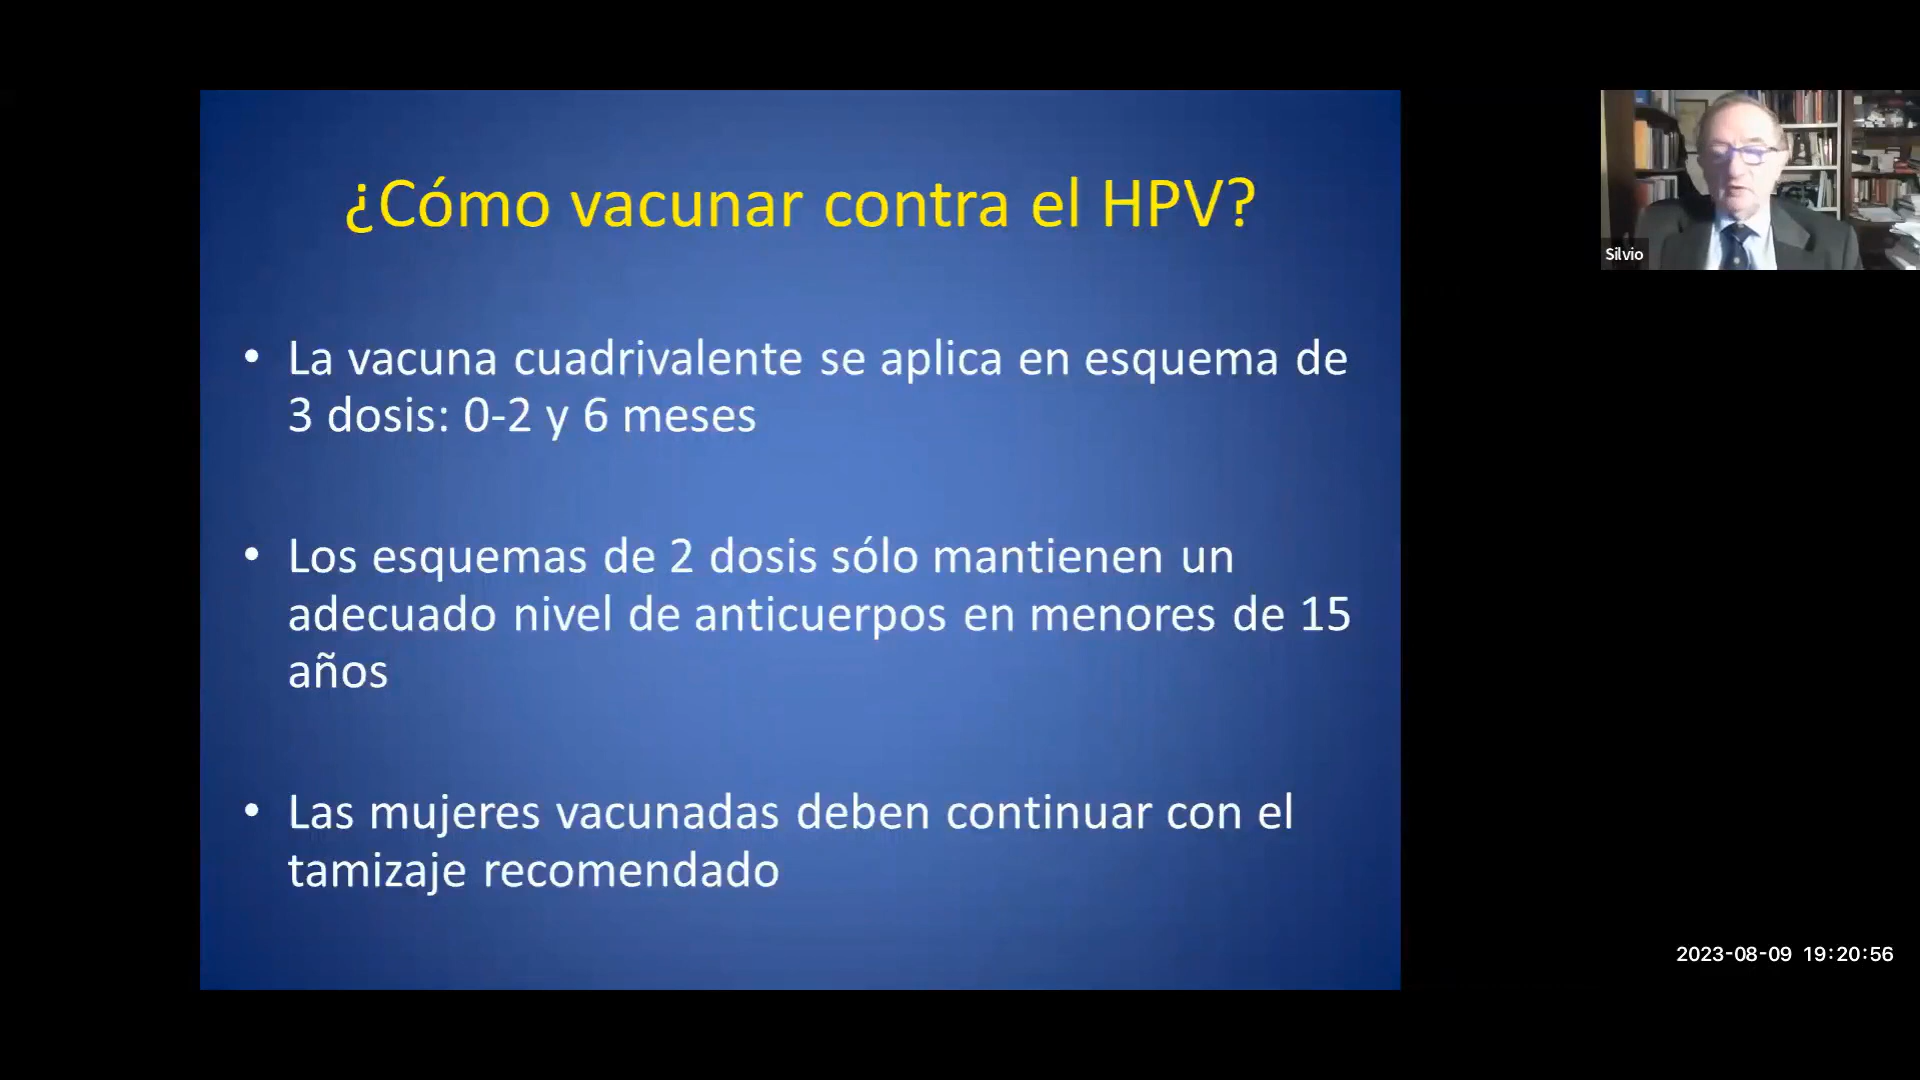 ¿Cómo vacunar contra el HPV?
• La vacuna cuadrivalente se aplica en esquema de
3 dosis: 0-2 y 6 meses
• Los esquemas de 2 dosis sólo mantienen un
adecuado nivel de anticuerpos en menores de 15
años
• Las mujeres vacunadas deben continuar con el
tamizaje recomendado
Silvio
2023-08-09 19:20:56